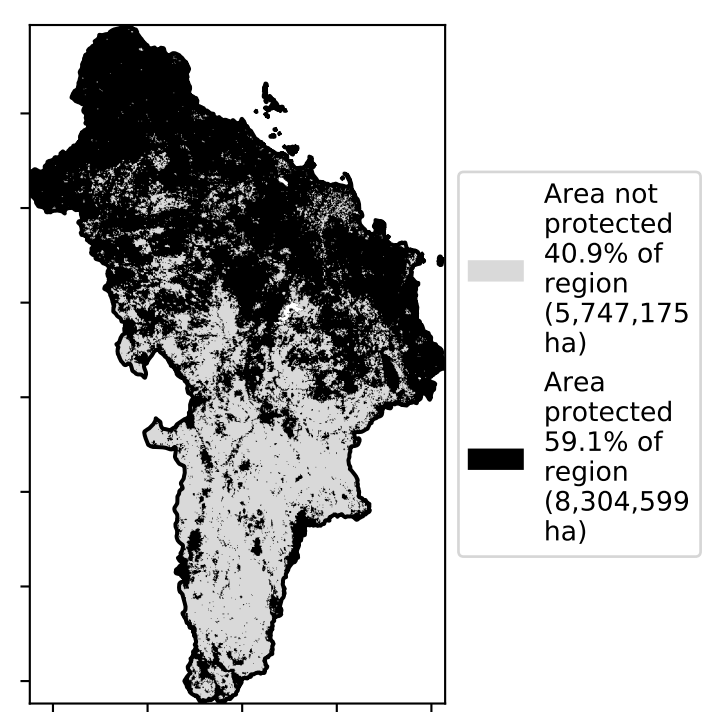 Area not
protected
40.9% of
region
(5,747,175
ha)
Area
protected
59.1% of
region
(8,304,599
ha)